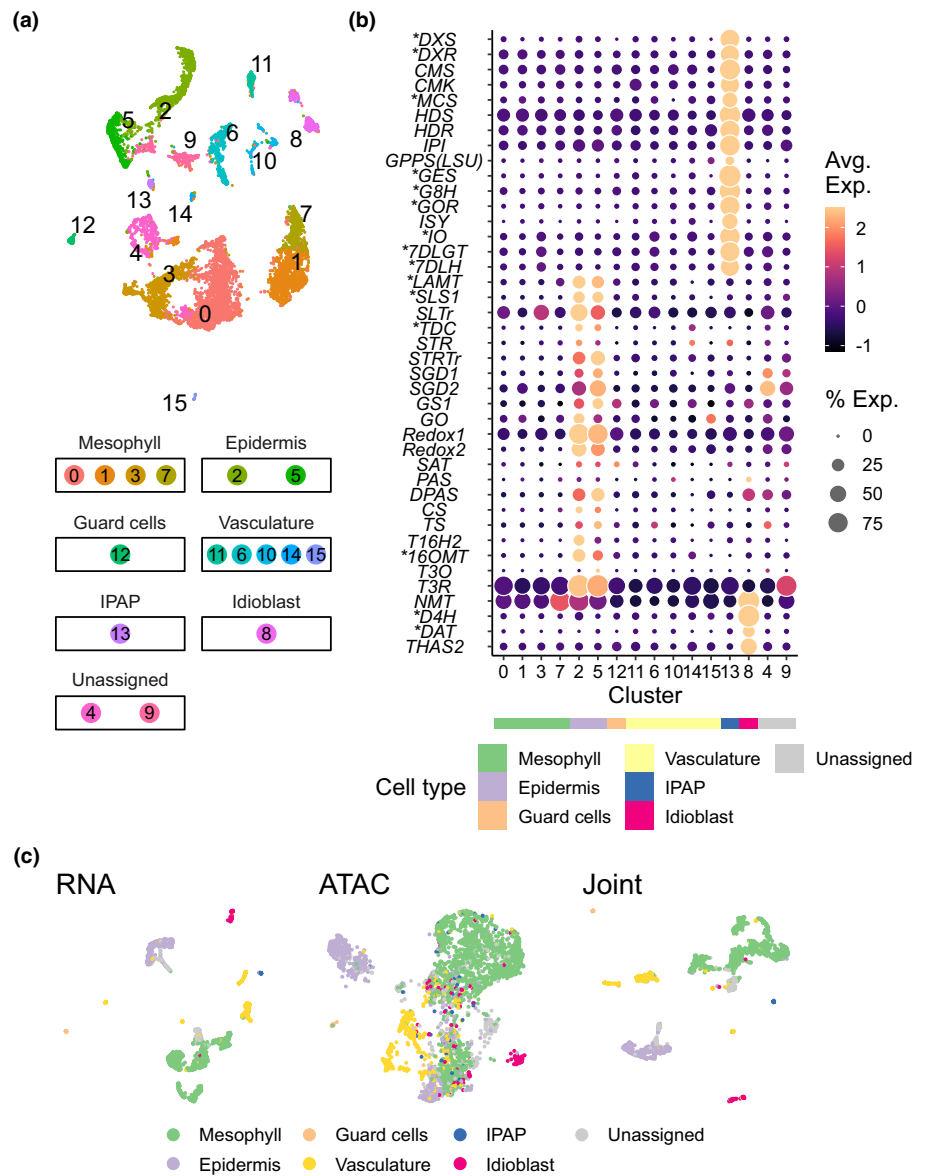 (a)
11
2
5
6
9
8
10
13
14
12
7
4
3
1
0
15
Mesophyll
0 1 3 7
Epidermis
2 5
Guard cells
12
Vasculature
11 6 10 14 15
IPAP
13
Idioblast
8
Unassigned
4 9
(b)
*DXS
*DXR
CMS
CMK
*MCS
HDS
HDR
IPI
GPPS(LSU)
*GES
*G8H
*GOR
ISY
*IO
*7DLGT
*7DLH
*LAMT
*SLS1
SLTr
*TDC
STR
STRTr
SGD1
SGD2
GS1
GO
Redox1
Redox2
SAT
PAS
DPAS
CS
TS
T16H2
*16OMT
T3O
T3R
NMT
*D4H
*DAT
THAS2
0 1 3 7 2 5 12 11 6 10 14 15 13 8 4 9
Cluster
Avg. Exp.
2
1
0
-1
% Exp.
0
25
50
75
Cell type
Mesophyll
Epidermis
Guard cells
Vasculature
IPAP
Idioblast
Unassigned
(c)
RNA ATAC Joint
Mesophyll Guard cells IPAP Unassigned
Epidermis Vasculature Idioblast